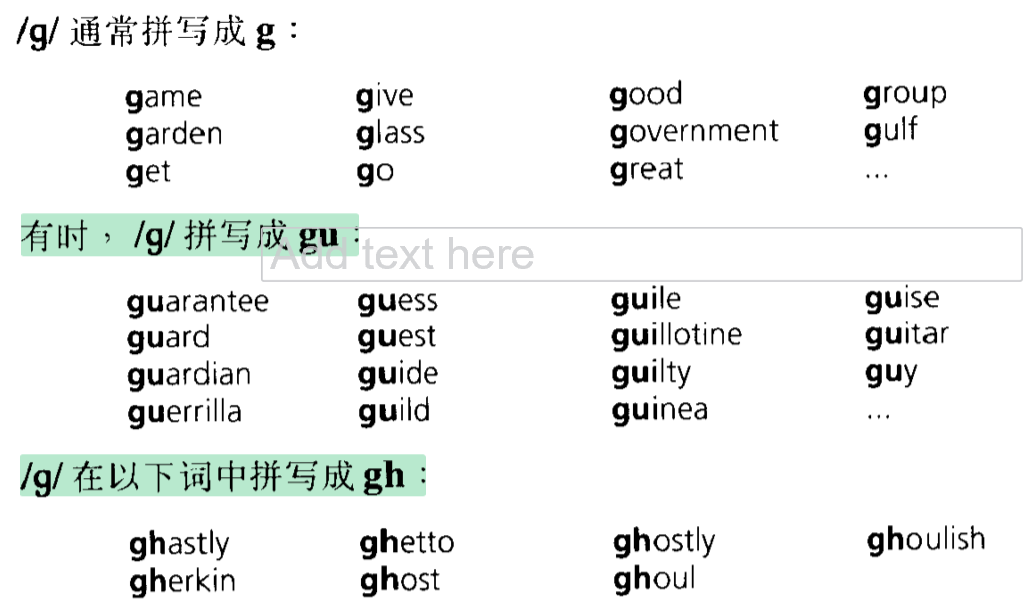 /g/ 通常拼写成 g：
game give good group
garden glass government gulf
get go great ...
有时，/g/ 拼写成 gu：
Add text here
guarantee guess guile guise
guard guest guillotine guitar
guardian guide guilty guy
guerrilla guild guinea ...
/g/ 在以下词中拼写成 gh：
ghastly ghetto ghostly ghoulish
gherkin ghost ghoul